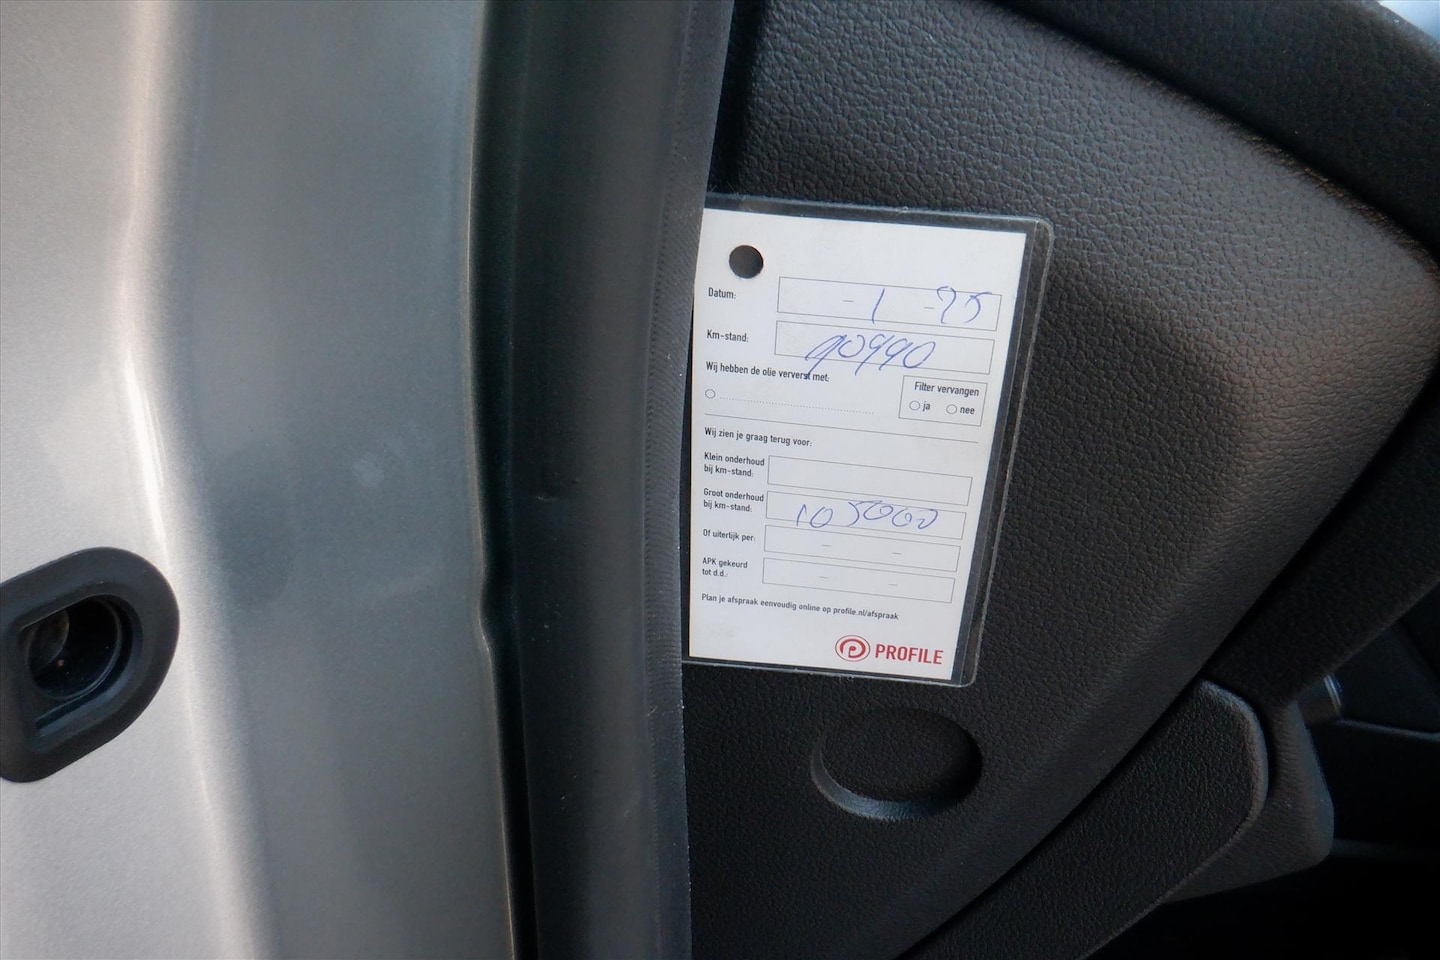 Datum: - 1 -25
Km-stand: 90990
Wij hebben de olie ververst met:
Filter vervangen
ja nee
Wij zien je graag terug voor:
Klein onderhoud
bij km-stand:
Groot onderhoud
bij km-stand: 105000
Of uiterlijk per: - -
APK gekeurd
tot d.d.: - -
Plan je afspraak eenvoudig online op profile.nl/afspraak
PROFILE